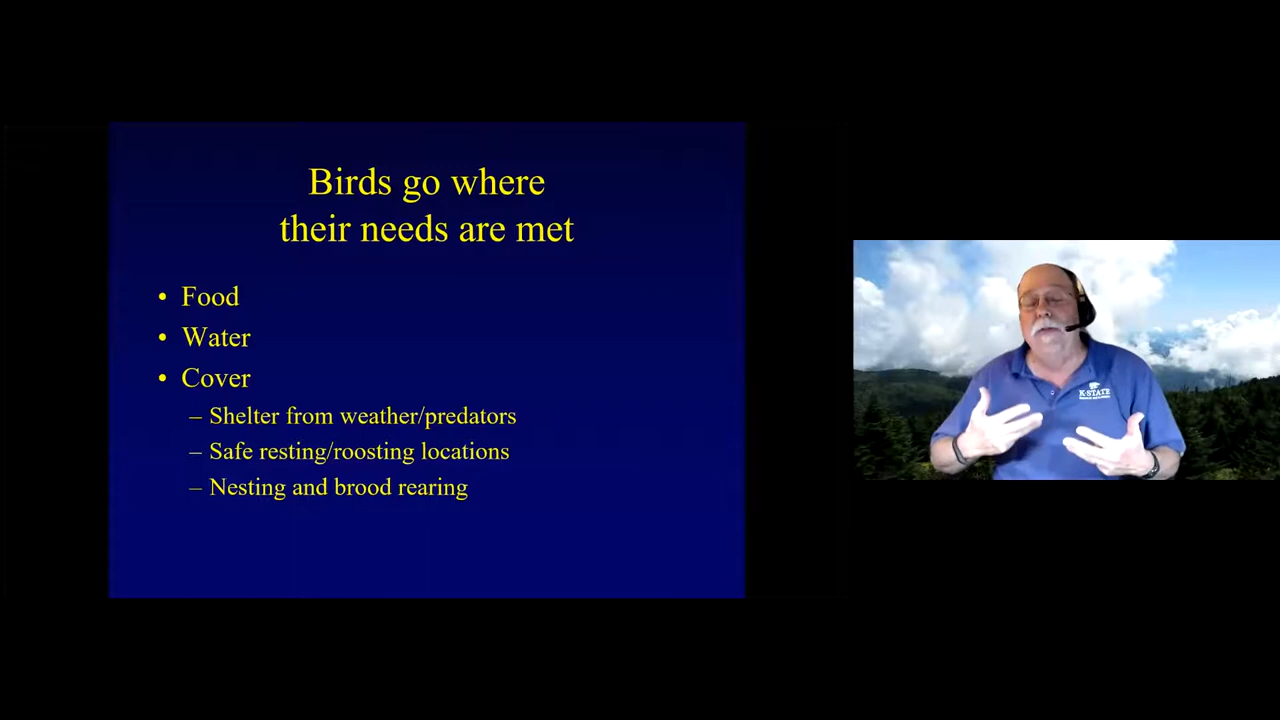 Birds go where
their needs are met
• Food
• Water
• Cover
– Shelter from weather/predators
– Safe resting/roosting locations
– Nesting and brood rearing
K-STATE